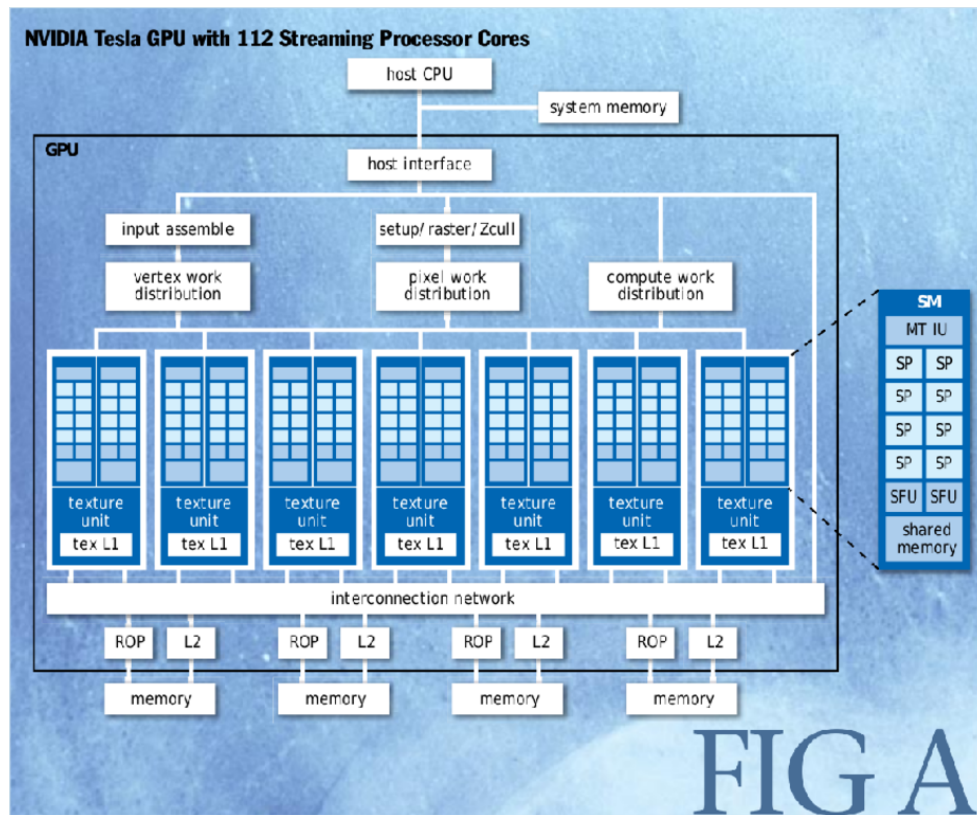 NVIDIA Tesla GPU with 112 Streaming Processor Cores
host CPU
system memory
GPU
host interface
input assemble
setup/raster/Zcull
vertex work
distribution
pixel work
distribution
compute work
distribution
SM
MT IU
SP SP
SP SP
SP SP
SP SP
SFU SFU
shared
memory
texture
unit
tex L1
texture
unit
tex L1
texture
unit
tex L1
texture
unit
tex L1
texture
unit
tex L1
texture
unit
tex L1
texture
unit
tex L1
interconnection network
ROP L2 ROP L2 ROP L2 ROP L2
memory memory memory memory
FIG A